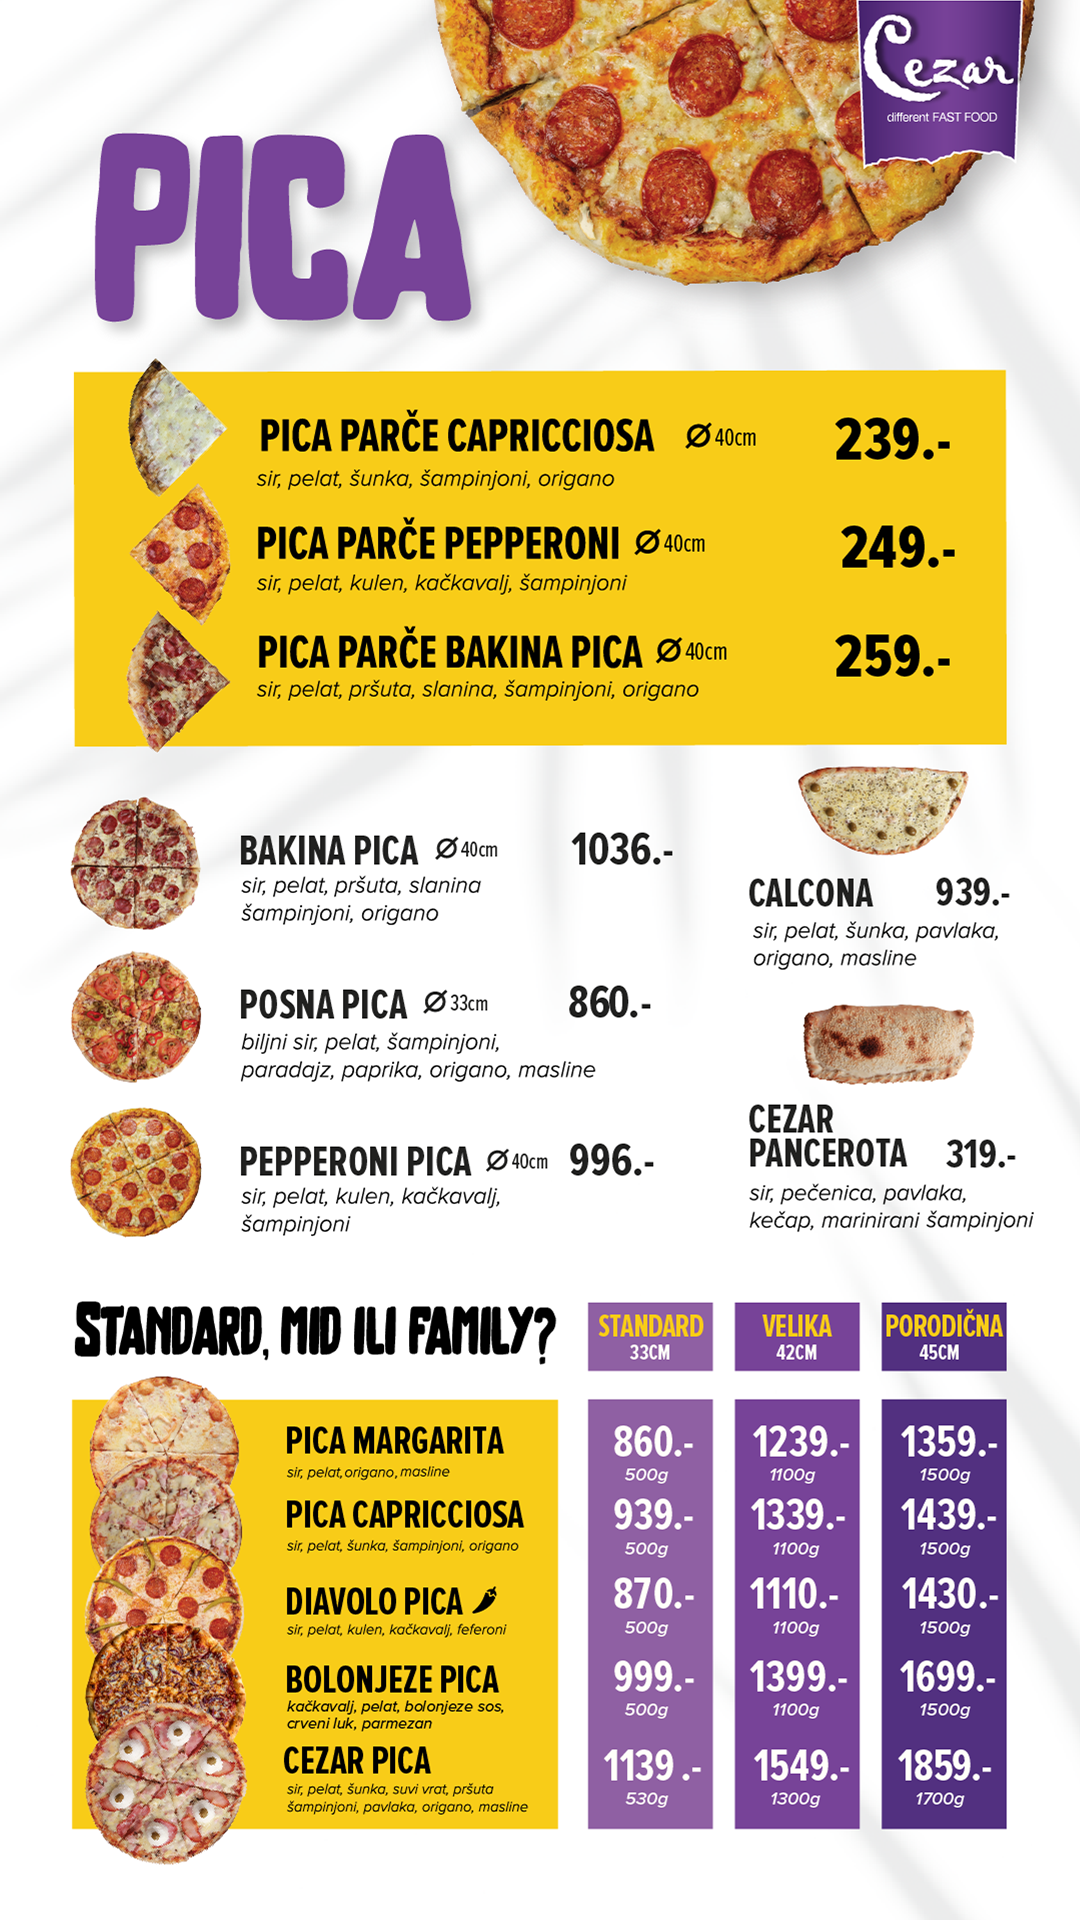 Cezar
different FAST FOOD
PICA
PICA PARČE CAPRICCIOSA Ø 40cm 239.-
sir, pelat, šunka, šampinjoni, origano
PICA PARČE PEPPERONI Ø 40cm 249.-
sir, pelat, kulen, kačkavalj, šampinjoni
PICA PARČE BAKINA PICA Ø 40cm 259.-
sir, pelat, pršuta, slanina, šampinjoni, origano
BAKINA PICA Ø 40cm 1036.-
sir, pelat, pršuta, slanina
šampinjoni, origano
POSNA PICA Ø 33cm 860.-
biljni sir, pelat, šampinjoni,
paradajz, paprika, origano, masline
PEPPERONI PICA Ø 40cm 996.-
sir, pelat, kulen, kačkavalj,
šampinjoni
CALCONA 939.-
sir, pelat, šunka, pavlaka,
origano, masline
CEZAR
PANCEROTA 319.-
sir, pečenica, pavlaka,
kečap, marinirani šampinjoni
STANDARD, MID ILI FAMILY?
STANDARD VELIKA PORODIČNA
33CM 42CM 45CM
PICA MARGARITA 860.- 1239.- 1359.-
sir, pelat, origano, masline 500g 1100g 1500g
PICA CAPRICCIOSA 939.- 1339.- 1439.-
sir, pelat, šunka, šampinjoni, origano 500g 1100g 1500g
DIAVOLO PICA 870.- 1110.- 1430.-
sir, pelat, kulen, kačkavalj, feferoni 500g 1100g 1500g
BOLONJEZE PICA 999.- 1399.- 1699.-
kačkavalj, pelat, bolonjeze sos, 500g 1100g 1500g
crveni luk, parmezan
CEZAR PICA 1139 .- 1549.- 1859.-
sir, pelat, šunka, suvi vrat, pršuta 530g 1300g 1700g
šampinjoni, pavlaka, origano, masline